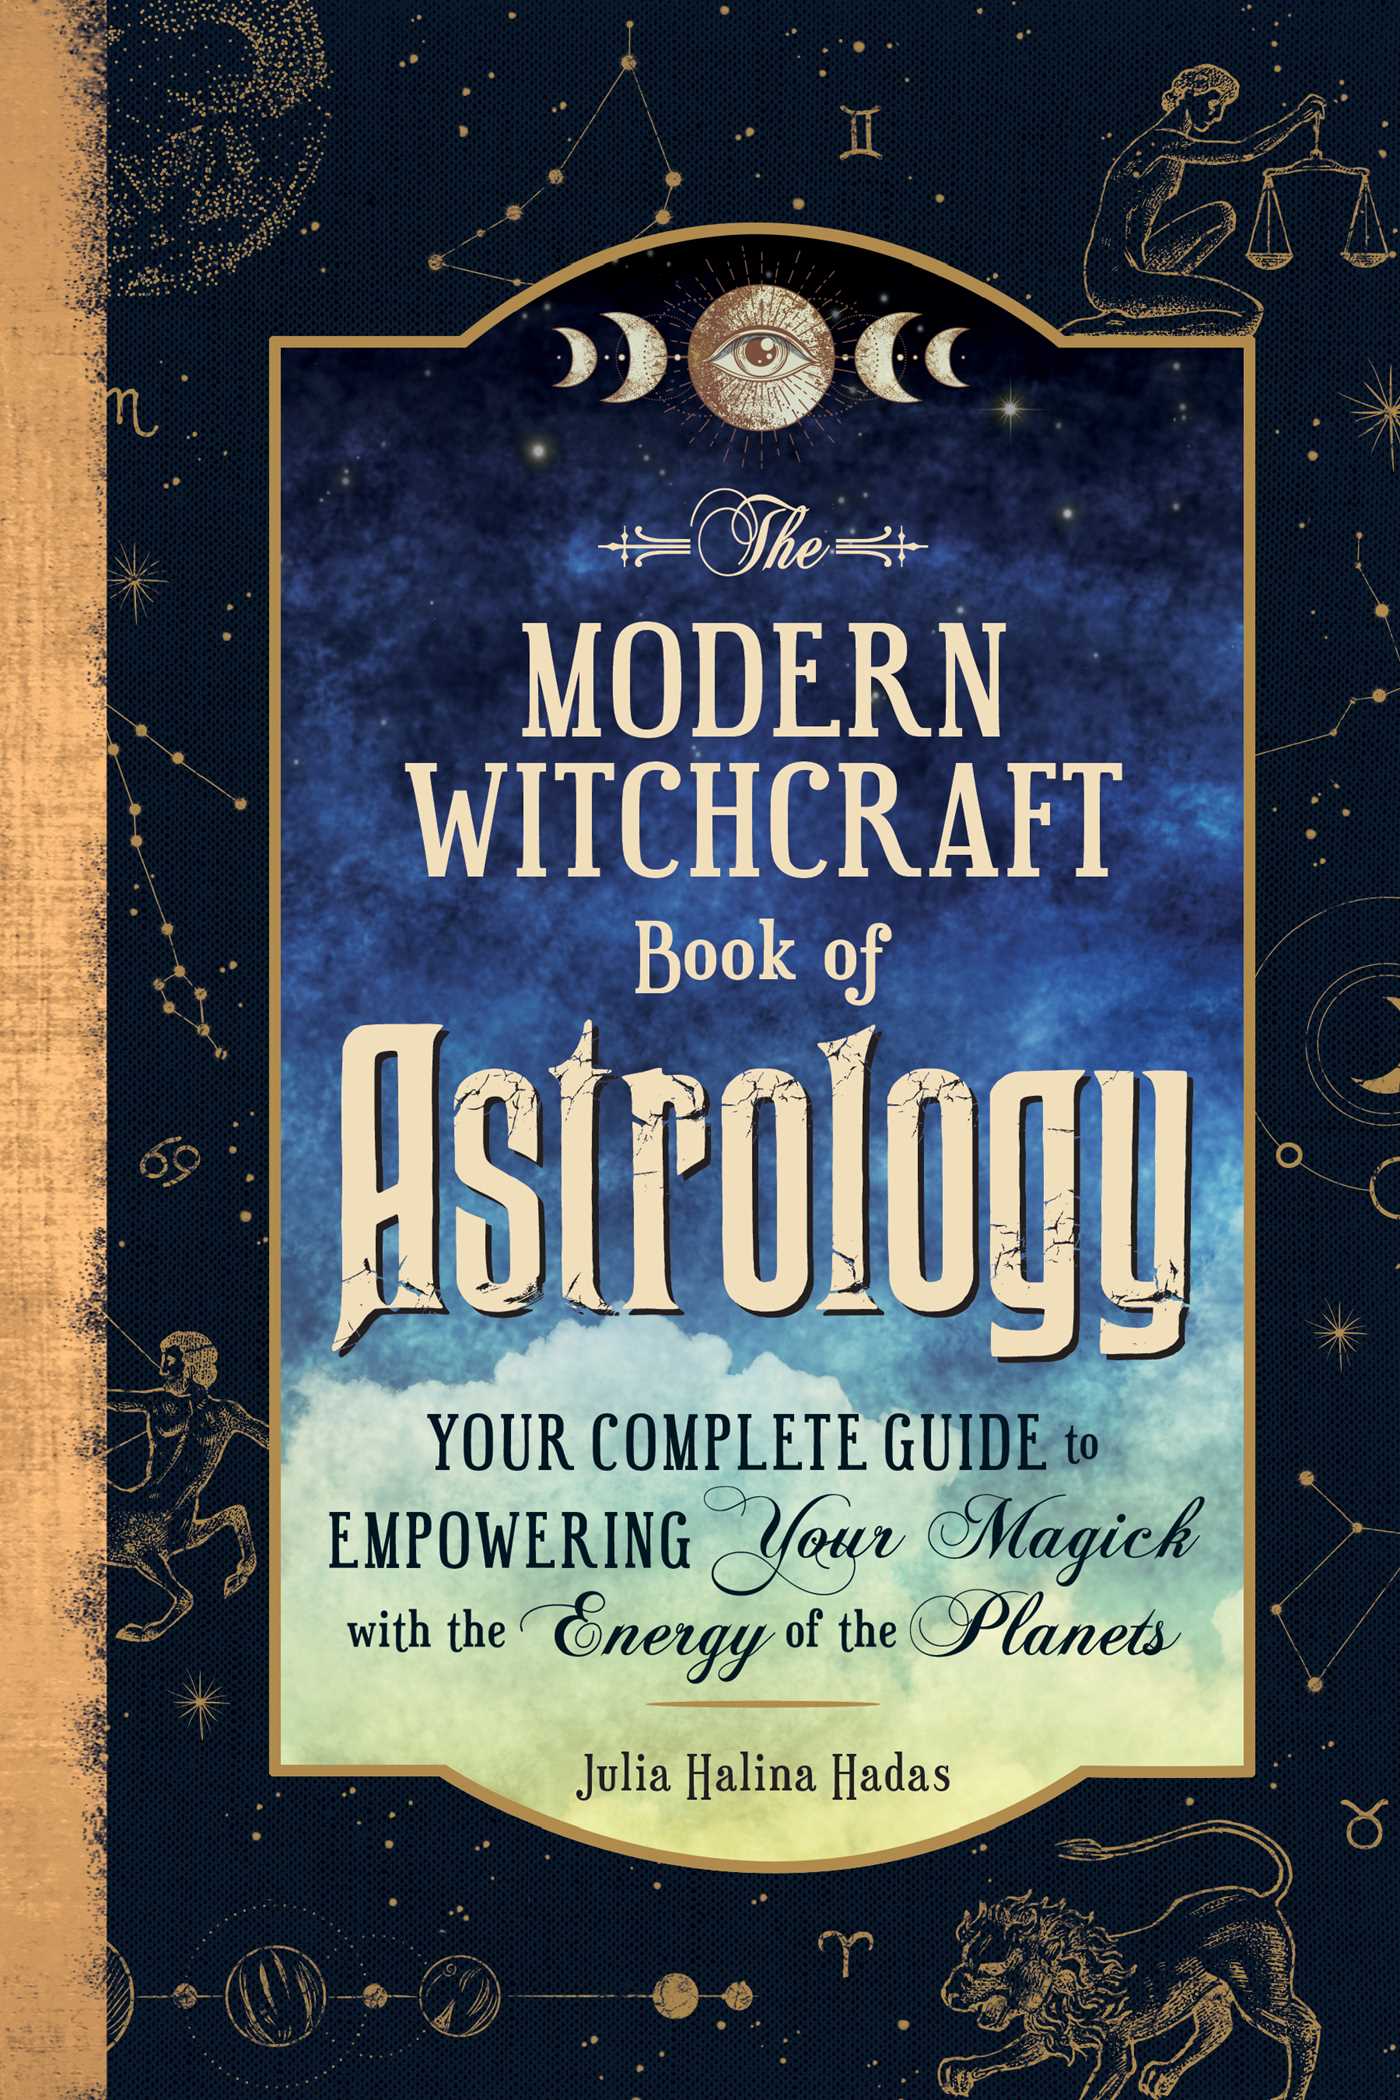 The
MODERN
WITCHCRAFT
Book of
Astrology
YOUR COMPLETE GUIDE to
EMPOWERING Your Magick
with the Energy of the Planets
Julia Halina Hadas